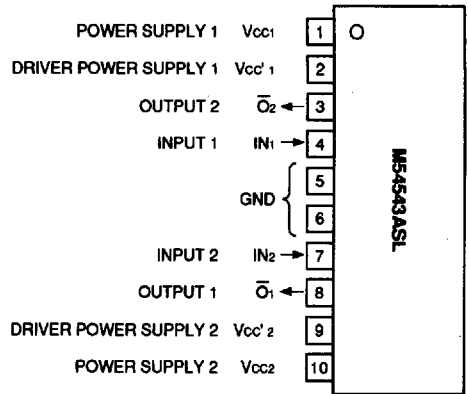 POWER SUPPLY 1 Vcc1 1
DRIVER POWER SUPPLY 1 Vcc' 1 2
OUTPUT 2 O̅2 3
INPUT 1 IN1 4
GND 5
6
INPUT 2 IN2 7
OUTPUT 1 O̅1 8
DRIVER POWER SUPPLY 2 Vcc' 2 9
POWER SUPPLY 2 Vcc2 10
M54543ASL